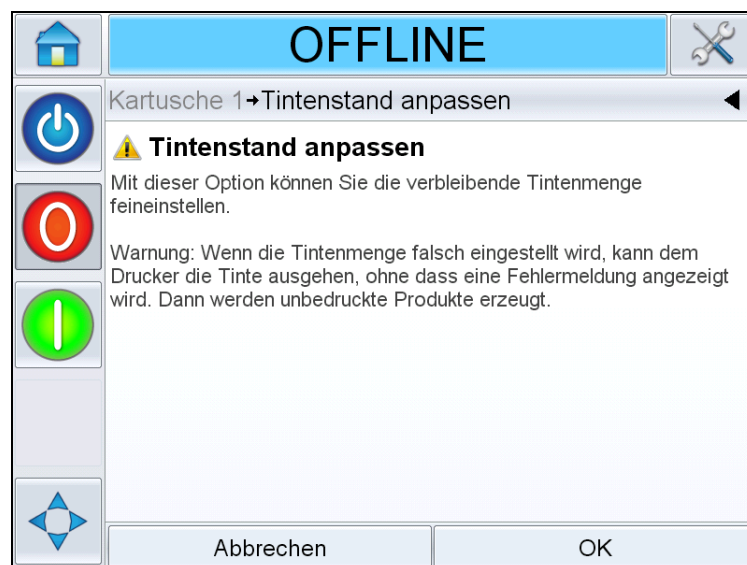 OFFLINE
Kartusche 1→Tintenstand anpassen
Tintenstand anpassen
Mit dieser Option können Sie die verbleibende Tintenmenge
feineinstellen.
Warnung: Wenn die Tintenmenge falsch eingestellt wird, kann dem
Drucker die Tinte ausgehen, ohne dass eine Fehlermeldung angezeigt
wird. Dann werden unbedruckte Produkte erzeugt.
Abbrechen
OK